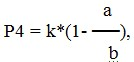 a
P4 = k*(1- ― ),
b